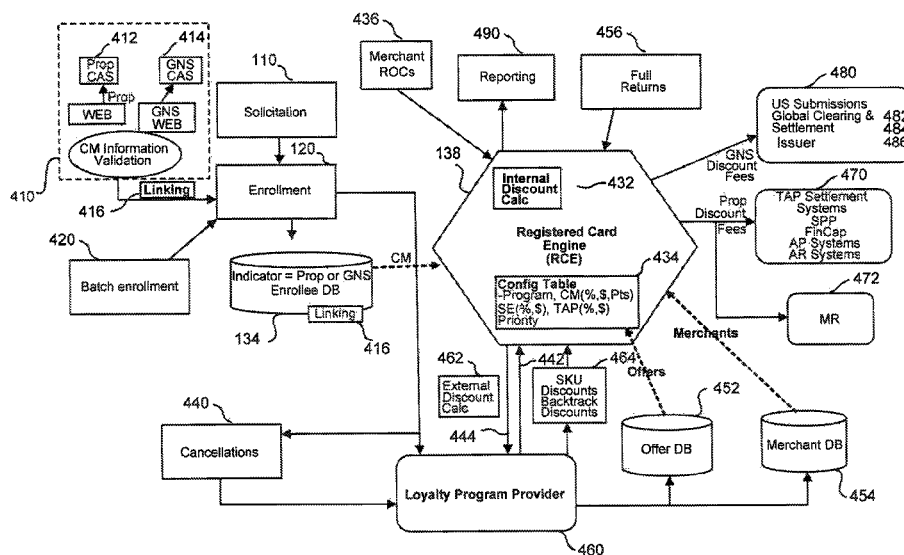 412
414
Prop
CAS
GNS
CAS
Prop
WEB
GNS
WEB
CM Information
Validation
410
416
Linking
110
Solicitation
120
Enrollment
420
Batch enrollment
Indicator = Prop or GNS
Enrollee DB
Linking
134
416
CM
436
Merchant
ROCs
490
Reporting
456
Full
Returns
138
Internal
Discount
Calc
432
Registered Card
Engine
(RCE)
434
Config Table
-Program, CM(%,$,Pts)
SE(%,$), TAP(%,$)
Priority
480
US Submissions
Global Clearing &
Settlement
Issuer
482
484
486
GNS
Discount
Fees
470
Prop
Discount
Fees
TAP Settlement
Systems
SPP
FinCap
AP Systems
AR Systems
472
MR
Merchants
Offers
462
External
Discount
Calc
442
444
464
SKU
Discounts
Backtrack
Discounts
452
Offer DB
Merchant DB
454
440
Cancellations
Loyalty Program Provider
460